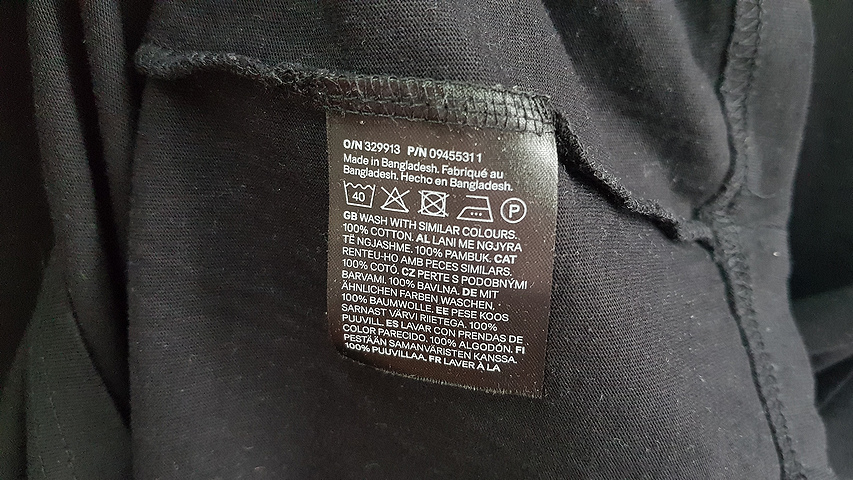 O/N 329913 P/N 09455311
Made in Bangladesh. Fabriqué au
Bangladesh. Hecho en Bangladesh.
40 P
GB WASH WITH SIMILAR COLOURS.
100% COTTON. AL LANI ME NGJYRA
TË NGJASHME. 100% PAMBUK. CAT
RENTEU-HO AMB PECES SIMILARS.
100% COTÓ. CZ PERTE S PODOBNÝMI
BARVAMI. 100% BAVLNA. DE MIT
ÄHNLICHEN FARBEN WASCHEN.
100% BAUMWOLLE. EE PESE KOOS
SARNAST VÄRVI RIIETEGA. 100%
PUUVILL. ES LAVAR CON PRENDAS DE
COLOR PARECIDO. 100% ALGODÓN. FI
PESTÄÄN SAMANVÄRISTEN KANSSA.
100% PUUVILLAA. FR LAVER À LA